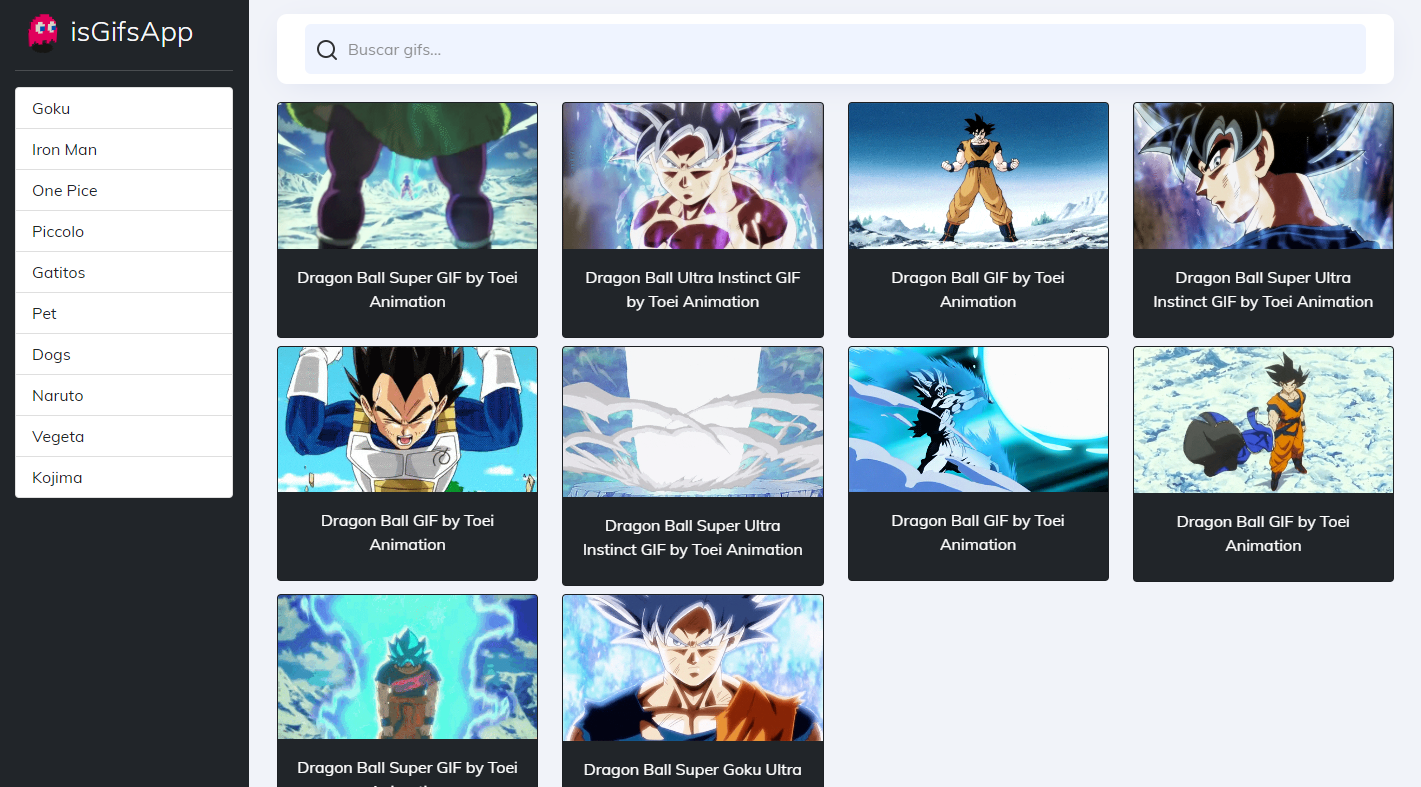 isGifsApp
Buscar gifs...
Goku
Iron Man
One Pice
Piccolo
Gatitos
Pet
Dogs
Naruto
Vegeta
Kojima
Dragon Ball Super GIF by Toei
Animation
Dragon Ball Ultra Instinct GIF
by Toei Animation
Dragon Ball GIF by Toei
Animation
Dragon Ball Super Ultra
Instinct GIF by Toei Animation
Dragon Ball GIF by Toei
Animation
Dragon Ball Super Ultra
Instinct GIF by Toei Animation
Dragon Ball GIF by Toei
Animation
Dragon Ball GIF by Toei
Animation
Dragon Ball Super GIF by Toei
Dragon Ball Super Goku Ultra